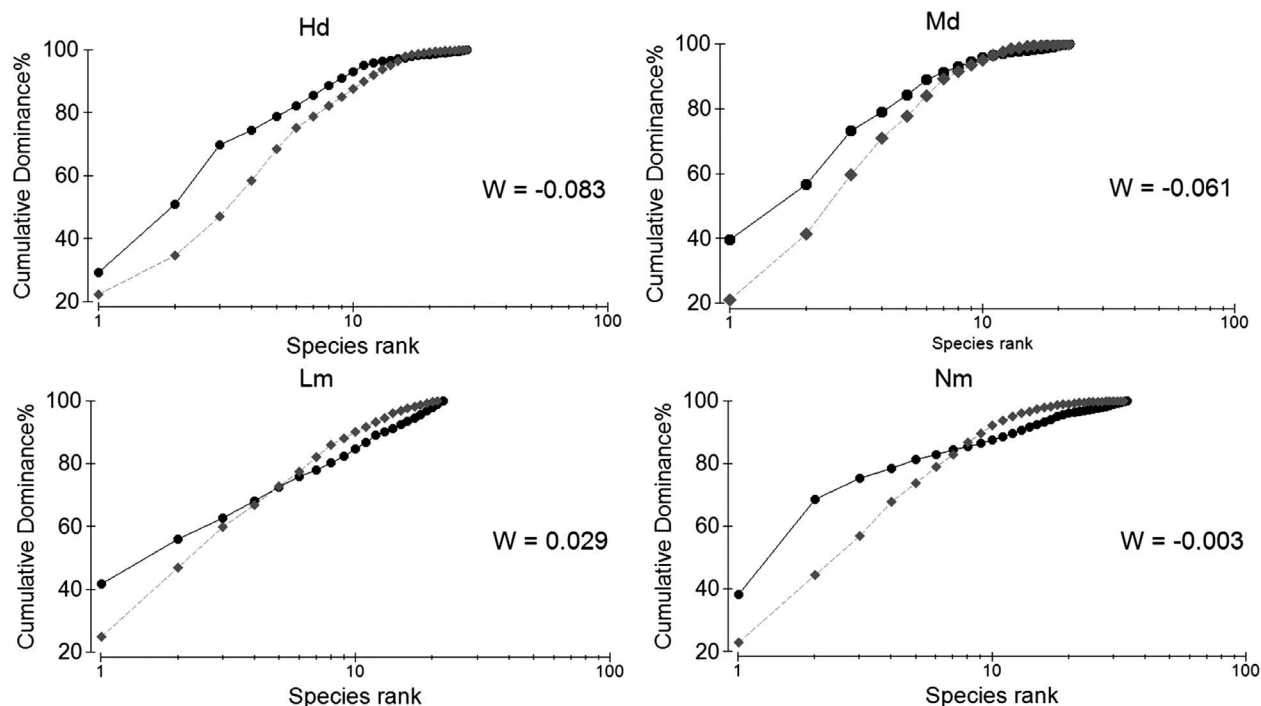 Hd
Cumulative Dominance%
100
80
60
40
20
W = -0.083
1
10
100
Species rank
Md
Cumulative Dominance%
100
80
60
40
20
W = -0.061
1
10
100
Species rank
Lm
Cumulative Dominance%
100
80
60
40
20
W = 0.029
1
10
100
Species rank
Nm
Cumulative Dominance%
100
80
60
40
20
W = -0.003
1
10
100
Species rank